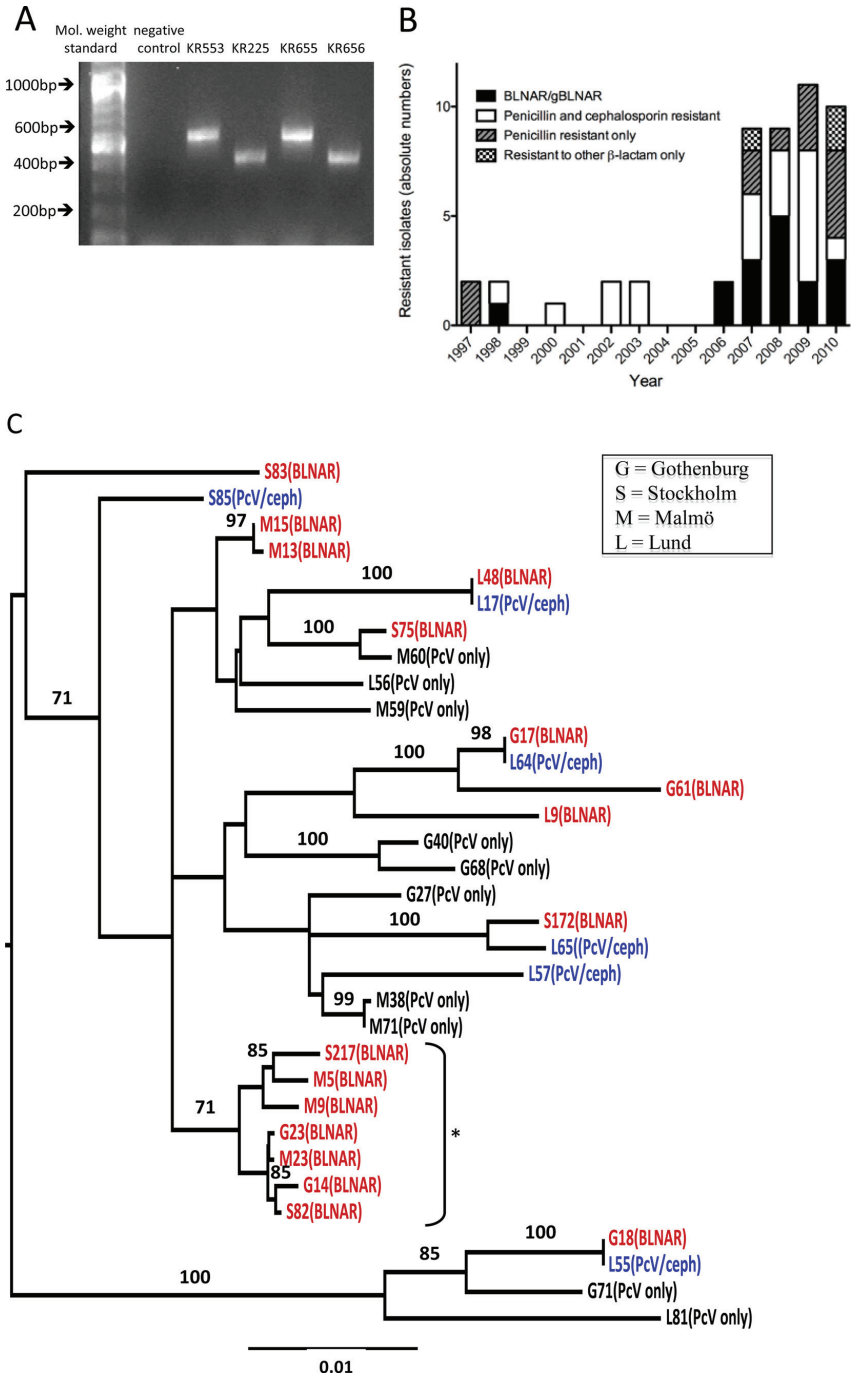 A
Mol. weight standard negative control KR553 KR225 KR655 KR656
1000bp
600bp
400bp
200bp
B
BLNAR/gBLNAR
Penicillin and cephalosporin resistant
Penicillin resistant only
Resistant to other β-lactam only
Resistant isolates (absolute numbers)
10
5
0
1997 1998 1999 2000 2001 2002 2003 2004 2005 2006 2007 2008 2009 2010
Year
C
G = Gothenburg
S = Stockholm
M = Malmö
L = Lund
S83(BLNAR)
S85(PcV/ceph)
97 M15(BLNAR)
M13(BLNAR)
100 L48(BLNAR)
L17(PcV/ceph)
100 S75(BLNAR)
M60(PcV only)
L56(PcV only)
71
M59(PcV only)
98 G17(BLNAR)
100 L64(PcV/ceph)
G61(BLNAR)
L9(BLNAR)
100 G40(PcV only)
G68(PcV only)
G27(PcV only)
100 S172(BLNAR)
L65((PcV/ceph)
L57(PcV/ceph)
99 M38(PcV only)
M71(PcV only)
85 S217(BLNAR)
M5(BLNAR)
71 M9(BLNAR)
G23(BLNAR)
*
M23(BLNAR)
85 G14(BLNAR)
S82(BLNAR)
100 G18(BLNAR)
85 L55(PcV/ceph)
100 G71(PcV only)
L81(PcV only)
0.01